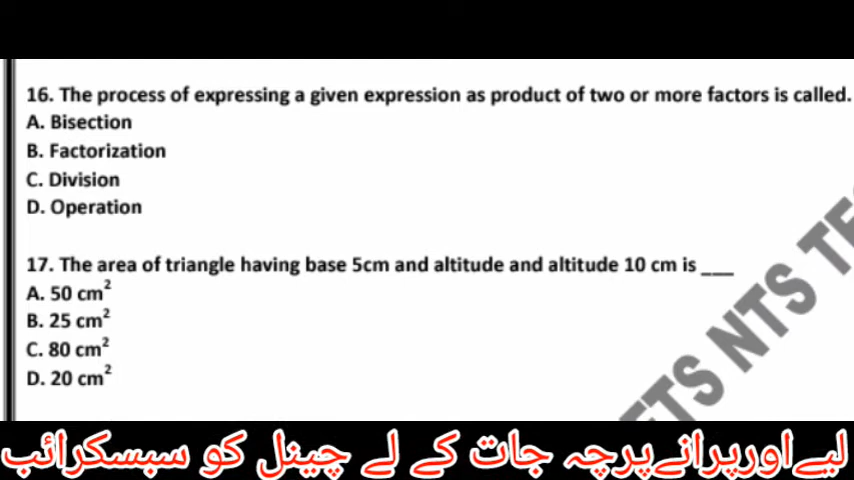 16. The process of expressing a given expression as product of two or more factors is called.
A. Bisection
B. Factorization
C. Division
D. Operation
17. The area of triangle having base 5cm and altitude and altitude 10 cm is ___
A. 50 cm²
B. 25 cm²
C. 80 cm²
D. 20 cm²
NTS
لیےاورپرانےپرچہ جات کے لے چینل کو سبسکرائب